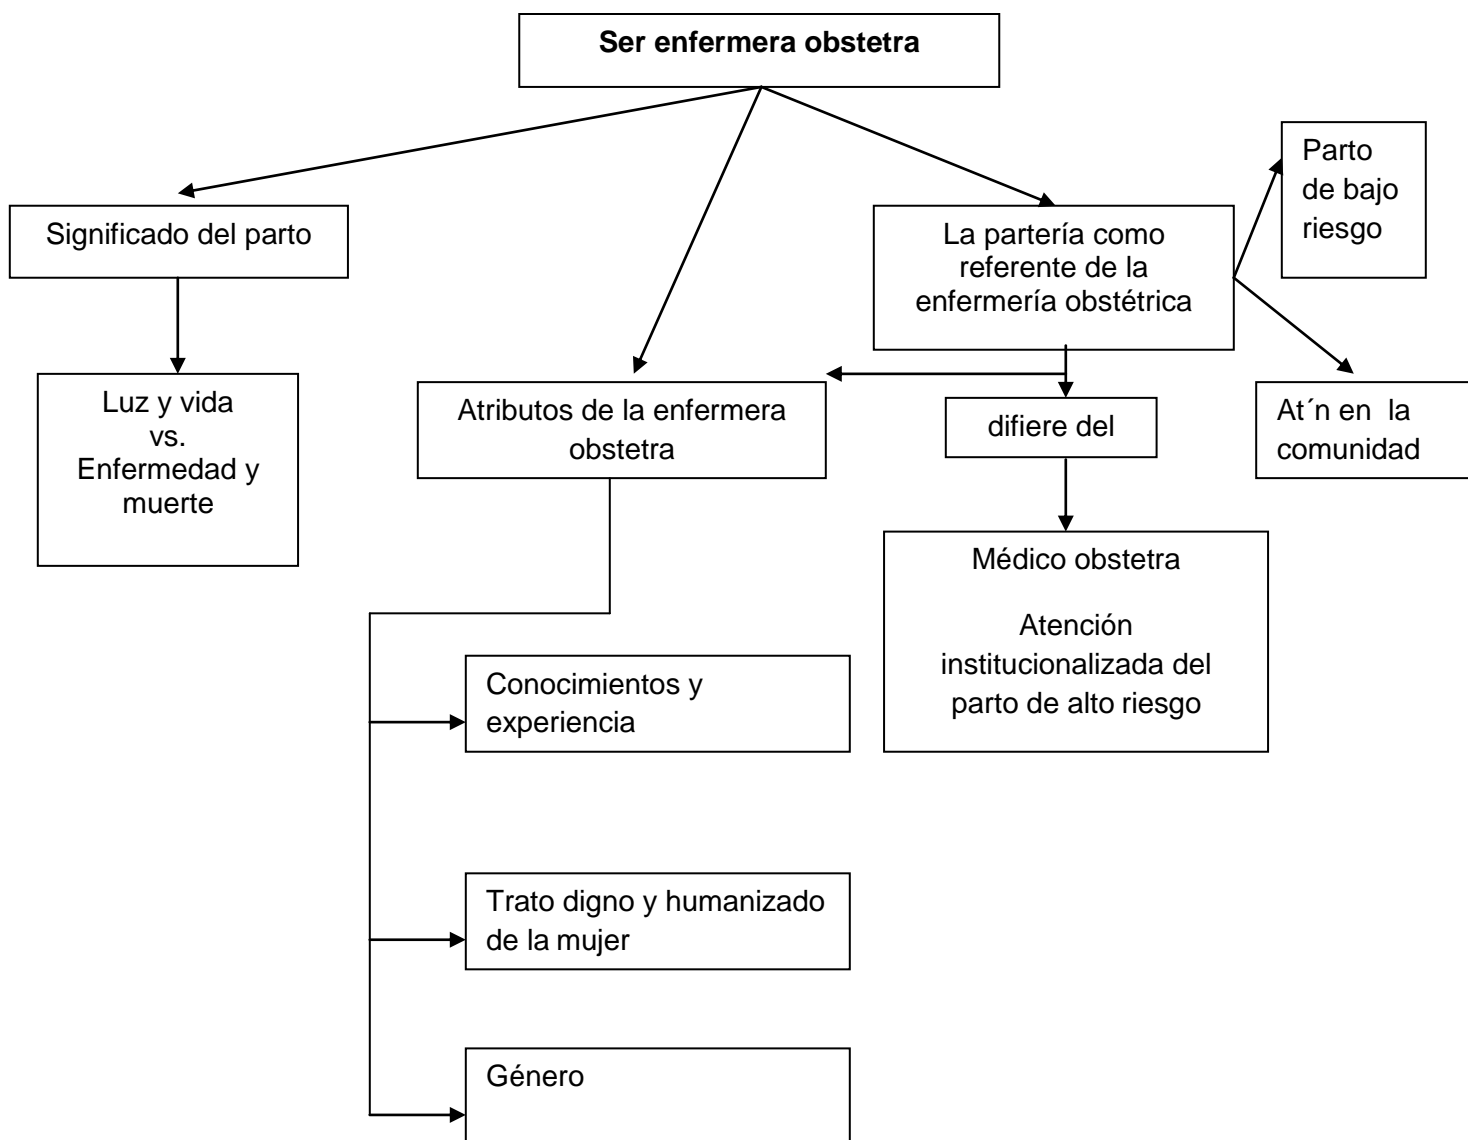 Ser enfermera obstetra
Parto
de bajo
riesgo
Significado del parto
La partería como
referente de la
enfermería obstétrica
Luz y vida
vs.
Enfermedad y
muerte
Atributos de la enfermera
obstetra
difiere del
At´n en la
comunidad
Médico obstetra
Atención
institucionalizada del
parto de alto riesgo
Conocimientos y
experiencia
Trato digno y humanizado
de la mujer
Género